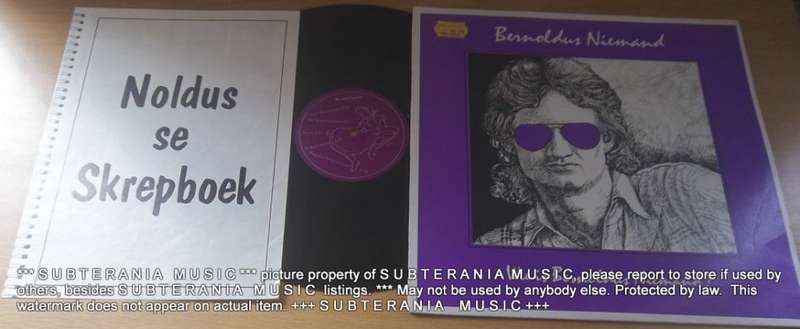 Noldus
se
Skrepboek
Bernoldus Niemand
*** S U B T E R A N I A   M U S I C *** picture property of S U B T E R A N I A M U S I C, please report to store if used by
others, besides S U B T E R A N I A   M U S I C  listings. *** May not be used by anybody else. Protected by law.  This
watermark does not appear on actual item. +++ S U B T E R A N I A   M U S I C +++